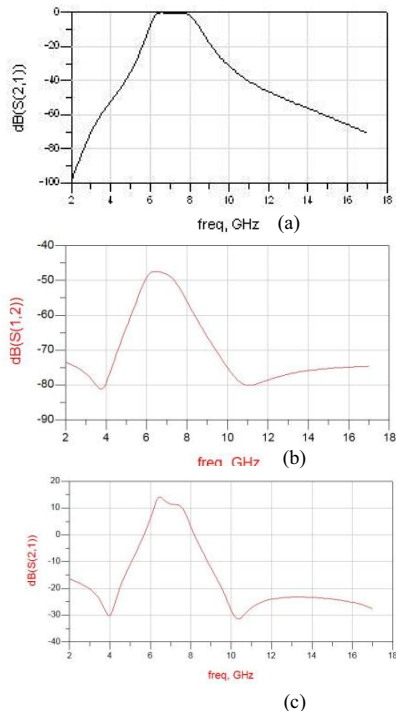 0
-20
-40
-60
-80
-100
dB(S(2,1))
2 4 6 8 10 12 14 16 18
freq, GHz (a)
-40
-50
-60
-70
-80
-90
dB(S(1,2))
2 4 6 8 10 12 14 16 18
freq, GHz (b)
20
10
0
-10
-20
-30
-40
dB(S(2,1))
2 4 6 8 10 12 14 16 18
freq, GHz
(c)